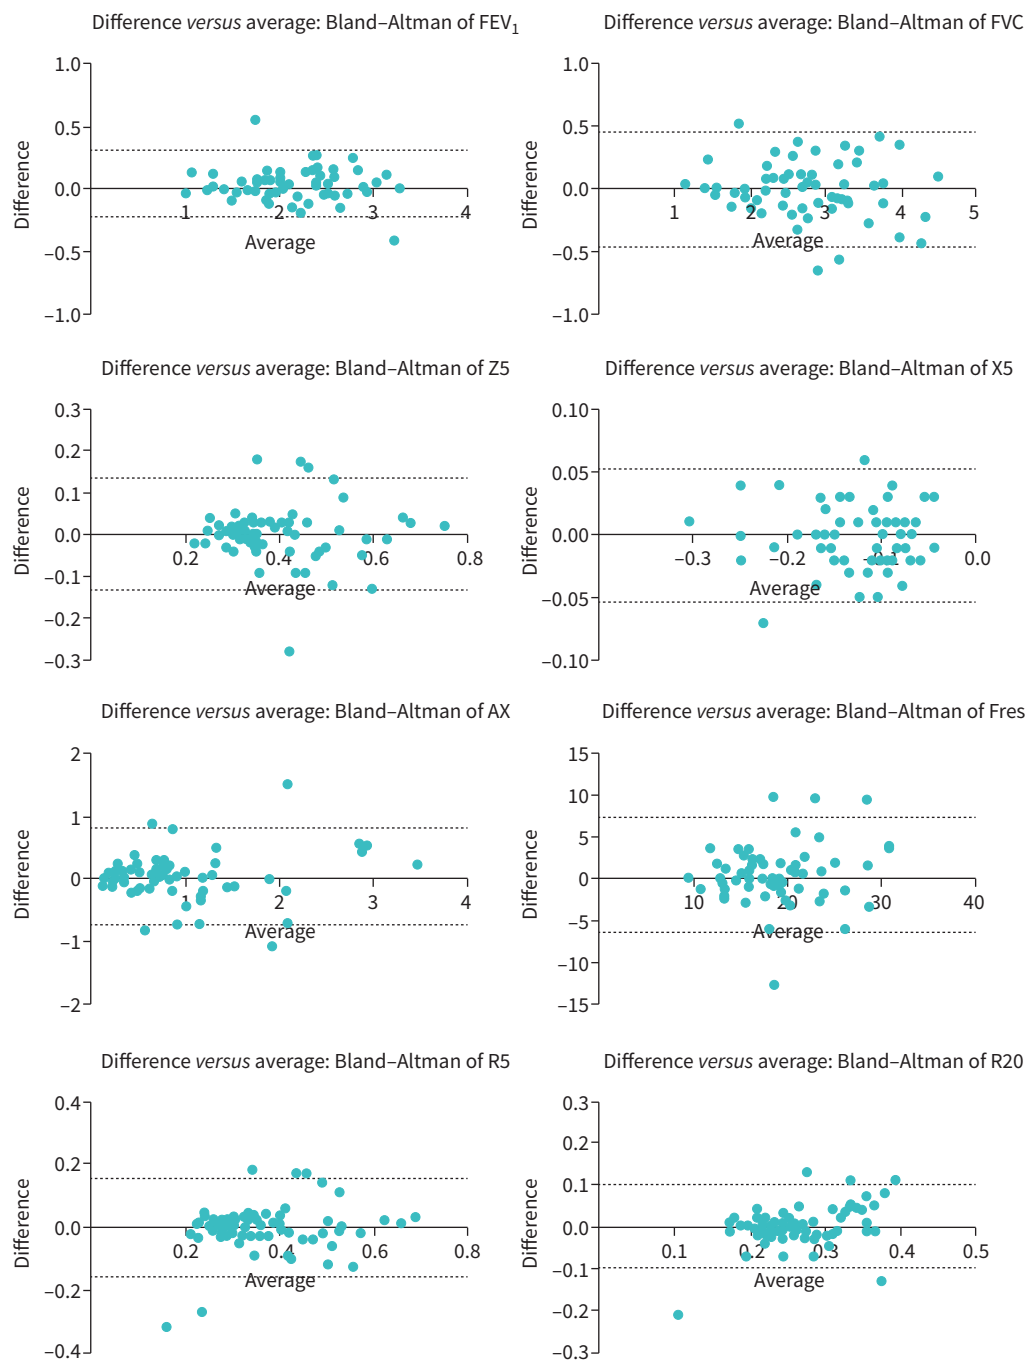 Difference versus average: Bland–Altman of FEV1
Difference
1.0
0.5
0.0
–0.5
–1.0
1 2 3 4
Average
Difference versus average: Bland–Altman of FVC
Difference
1.0
0.5
0.0
–0.5
–1.0
1 2 3 4 5
Average
Difference versus average: Bland–Altman of Z5
Difference
0.3
0.2
0.1
0.0
–0.1
–0.2
–0.3
0.2 0.4 0.6 0.8
Average
Difference versus average: Bland–Altman of X5
Difference
0.10
0.05
0.00
–0.05
–0.10
–0.3 –0.2 –0.1 0.0
Average
Difference versus average: Bland–Altman of AX
Difference
2
1
0
–1
–2
1 2 3 4
Average
Difference versus average: Bland–Altman of Fres
Difference
15
10
5
0
–5
–10
–15
10 20 30 40
Average
Difference versus average: Bland–Altman of R5
Difference
0.4
0.2
0.0
–0.2
–0.4
0.2 0.4 0.6 0.8
Average
Difference versus average: Bland–Altman of R20
Difference
0.3
0.2
0.1
0.0
–0.1
–0.2
–0.3
0.1 0.2 0.3 0.4 0.5
Average